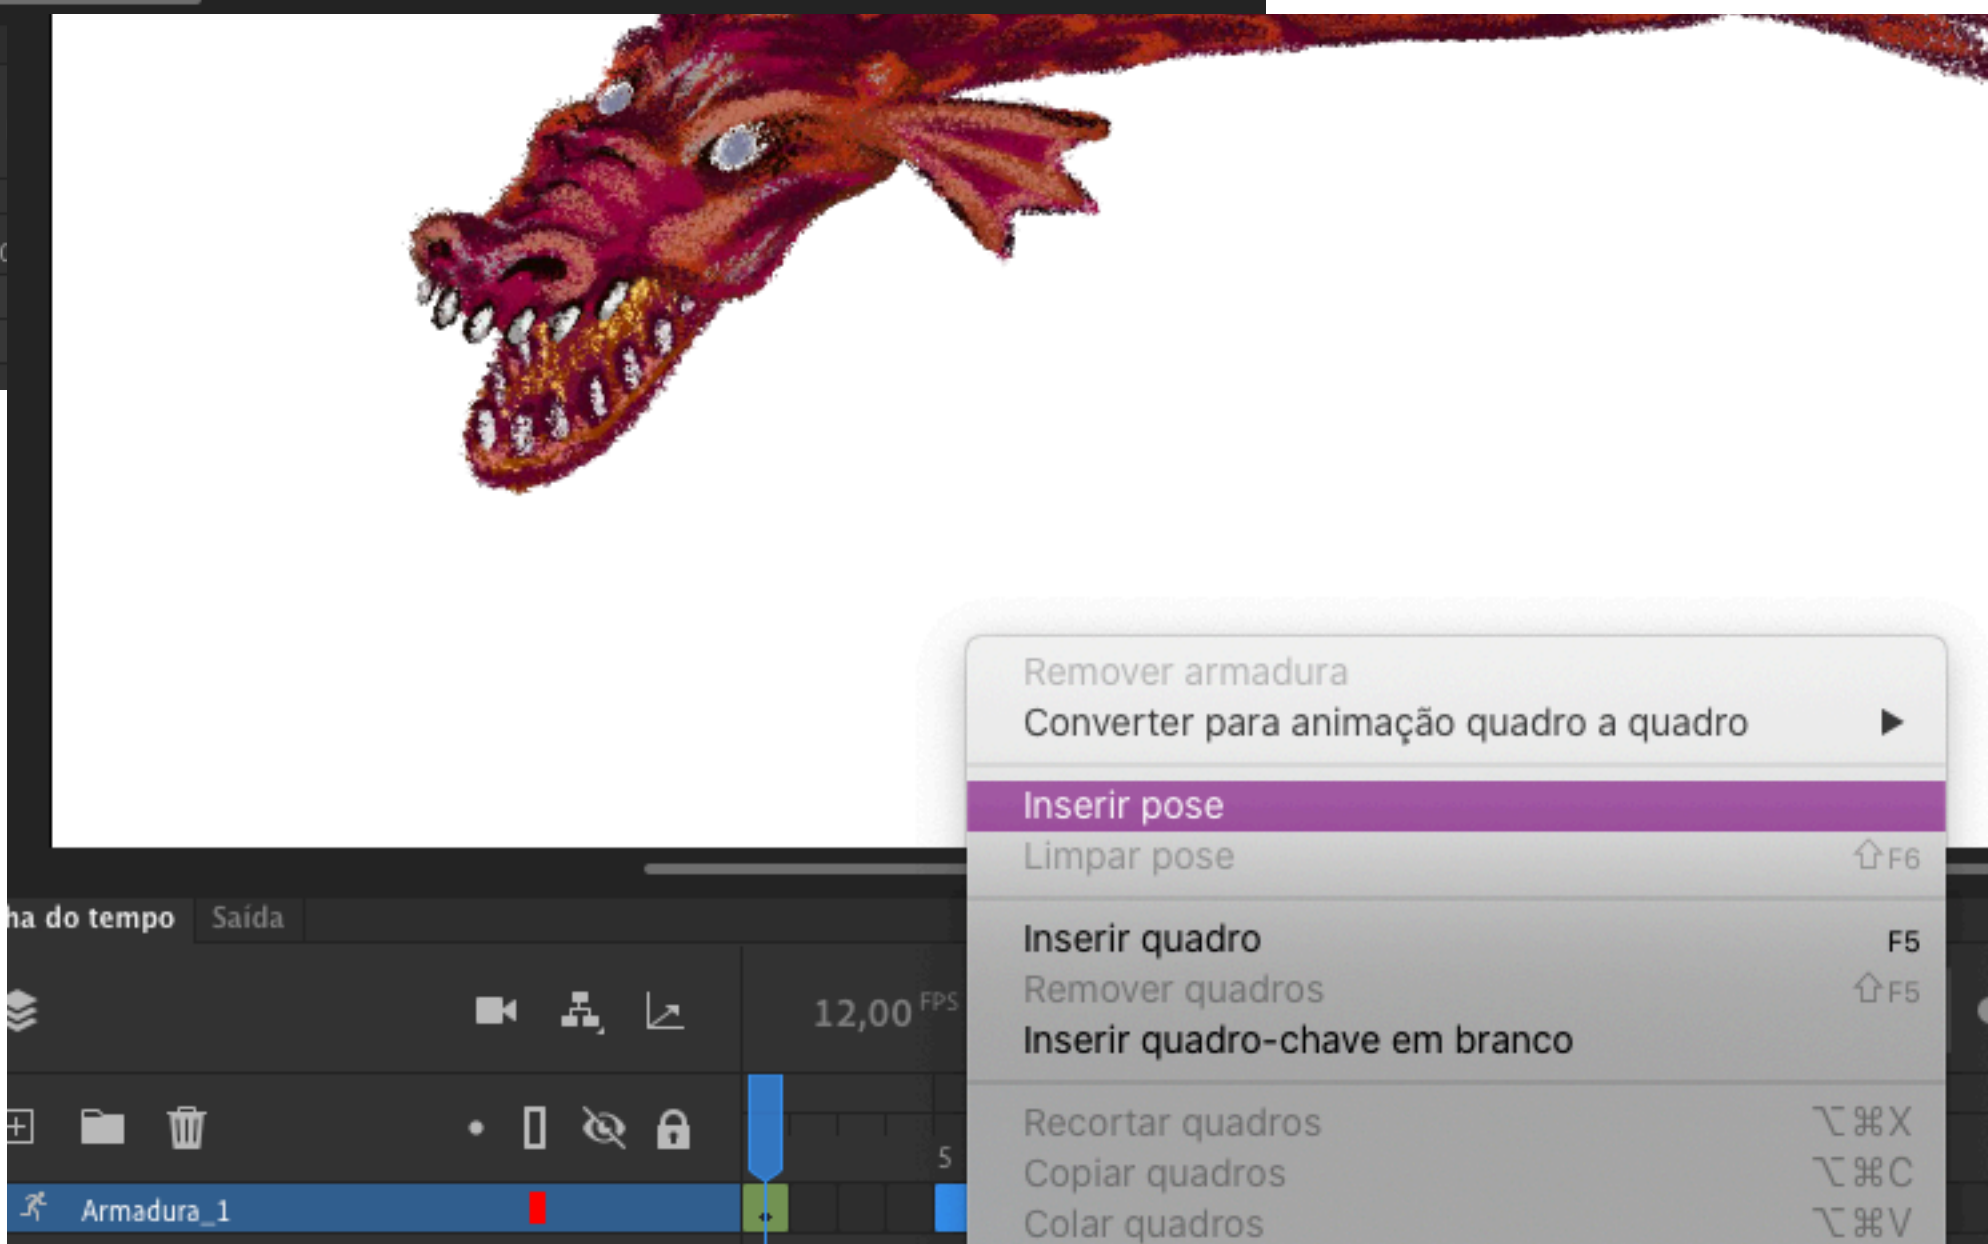 Remover armadura
Converter para animação quadro a quadro
Inserir pose
Limpar pose ⇧F6
Inserir quadro F5
Remover quadros ⇧F5
Inserir quadro-chave em branco
Recortar quadros ⌥⌘X
Copiar quadros ⌥⌘C
Colar quadros ⌥⌘V
ha do tempo Saída
12,00 FPS
5
Armadura_1